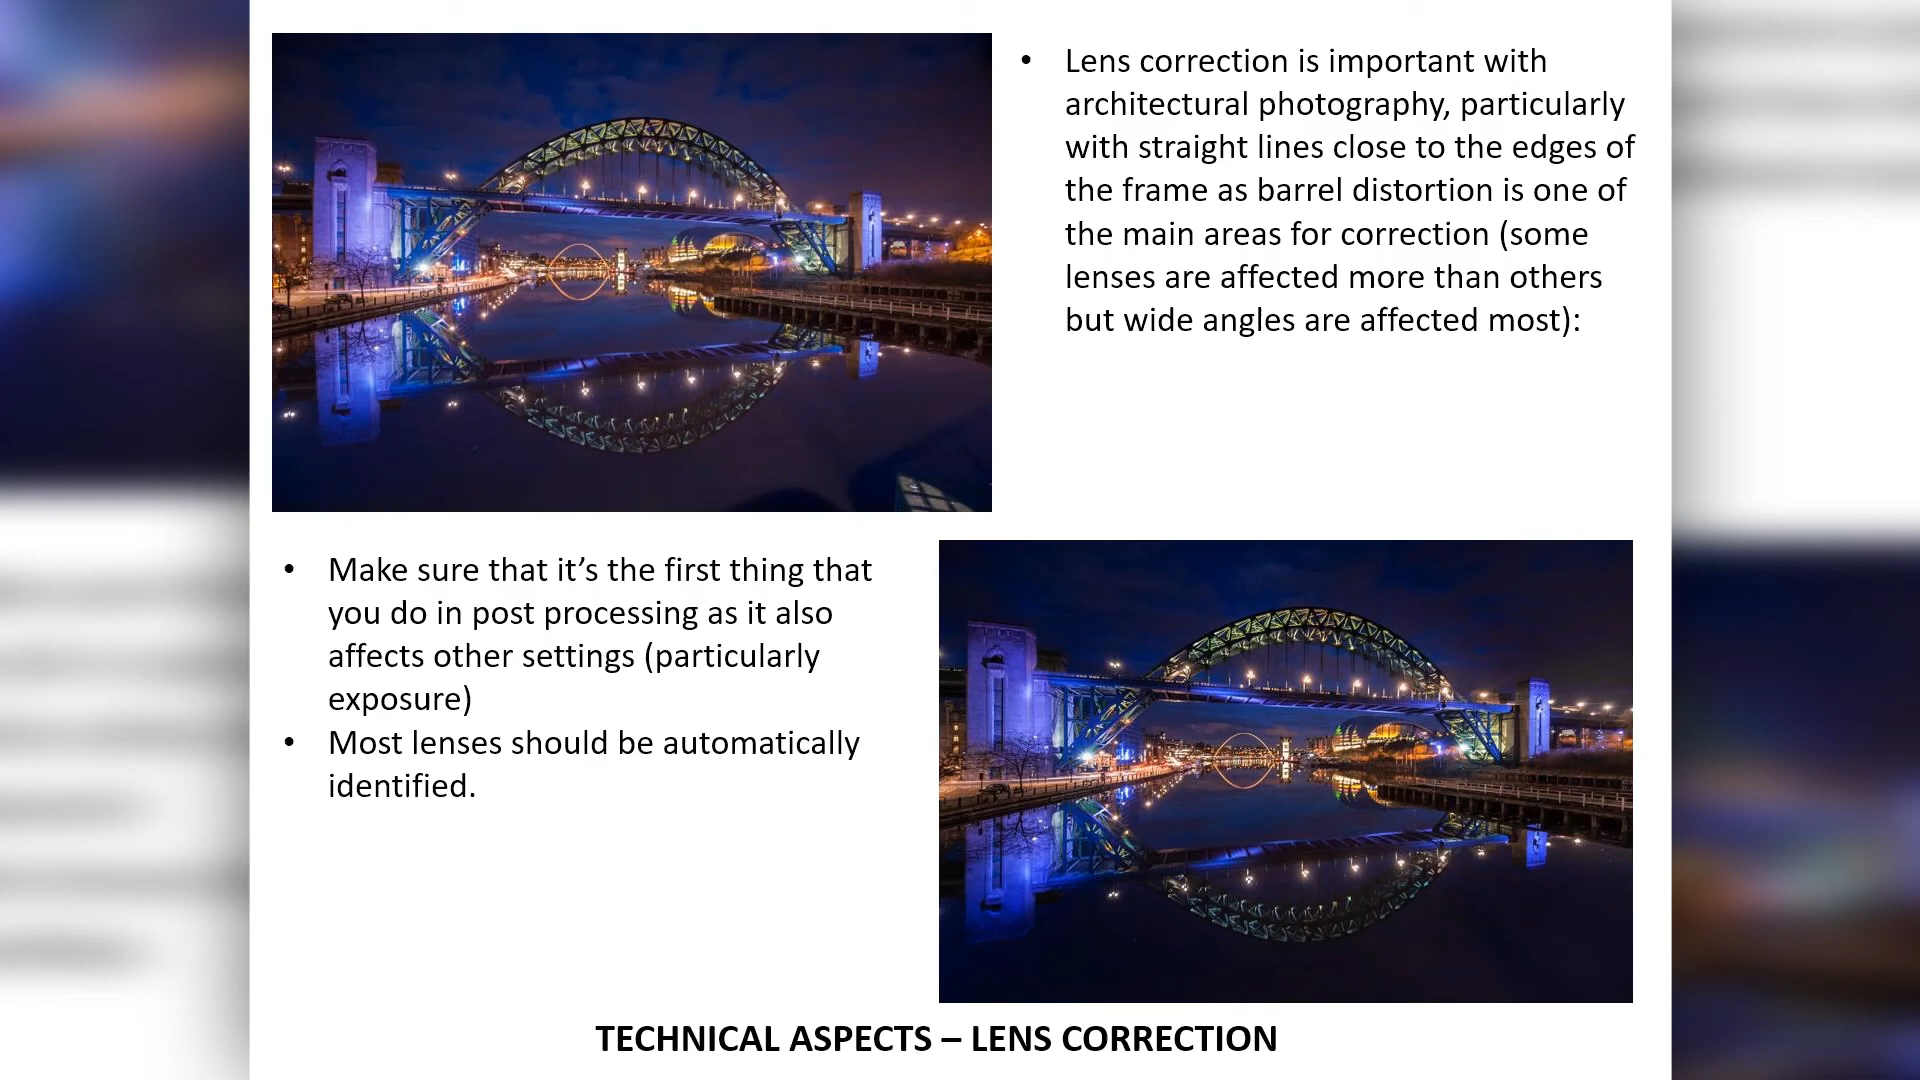 • Lens correction is important with
architectural photography, particularly
with straight lines close to the edges of
the frame as barrel distortion is one of
the main areas for correction (some
lenses are affected more than others
but wide angles are affected most):
• Make sure that it’s the first thing that
you do in post processing as it also
affects other settings (particularly
exposure)
• Most lenses should be automatically
identified.
TECHNICAL ASPECTS – LENS CORRECTION